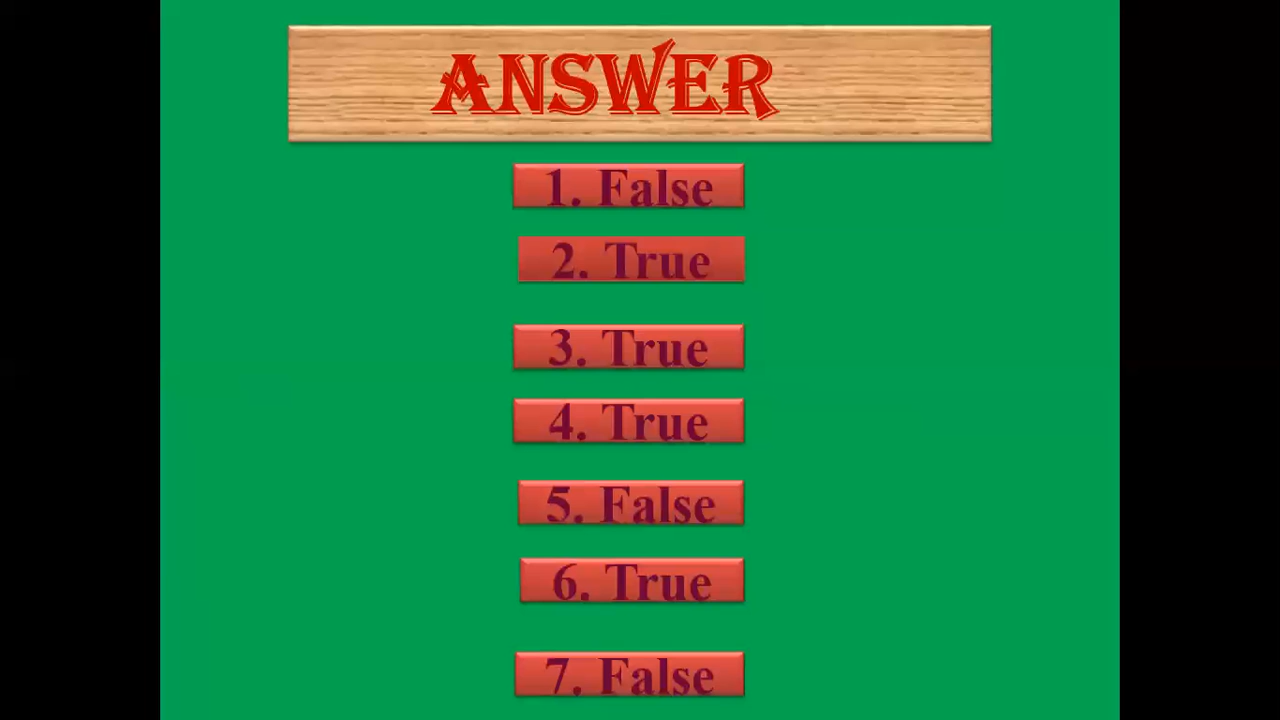 ANSWER
1. False
2. True
3. True
4. True
5. False
6. True
7. False